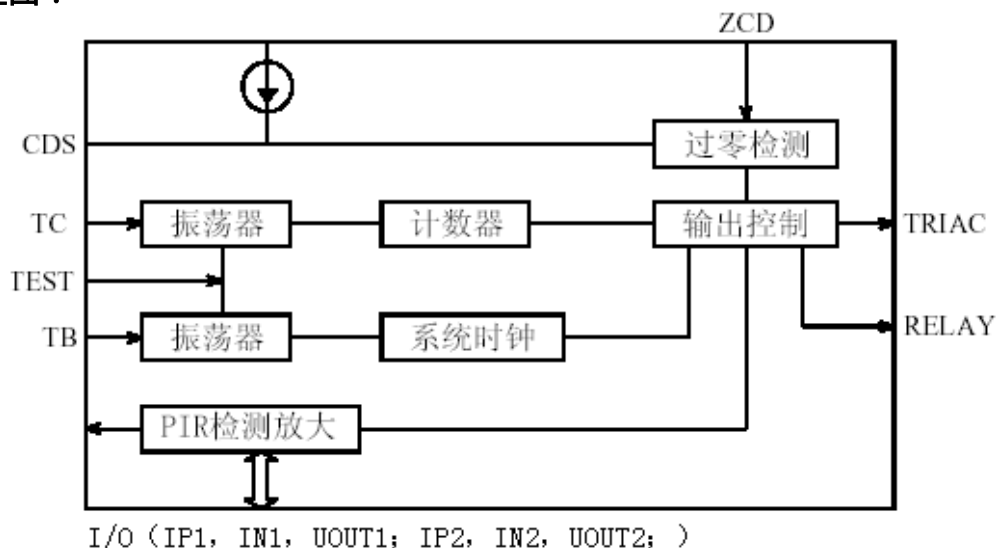 ZCD
CDS
过零检测
TC
振荡器
计数器
输出控制
TRIAC
TEST
TB
振荡器
系统时钟
RELAY
PIR检测放大
I/O（IP1，IN1，UOUT1；IP2，IN2，UOUT2；）